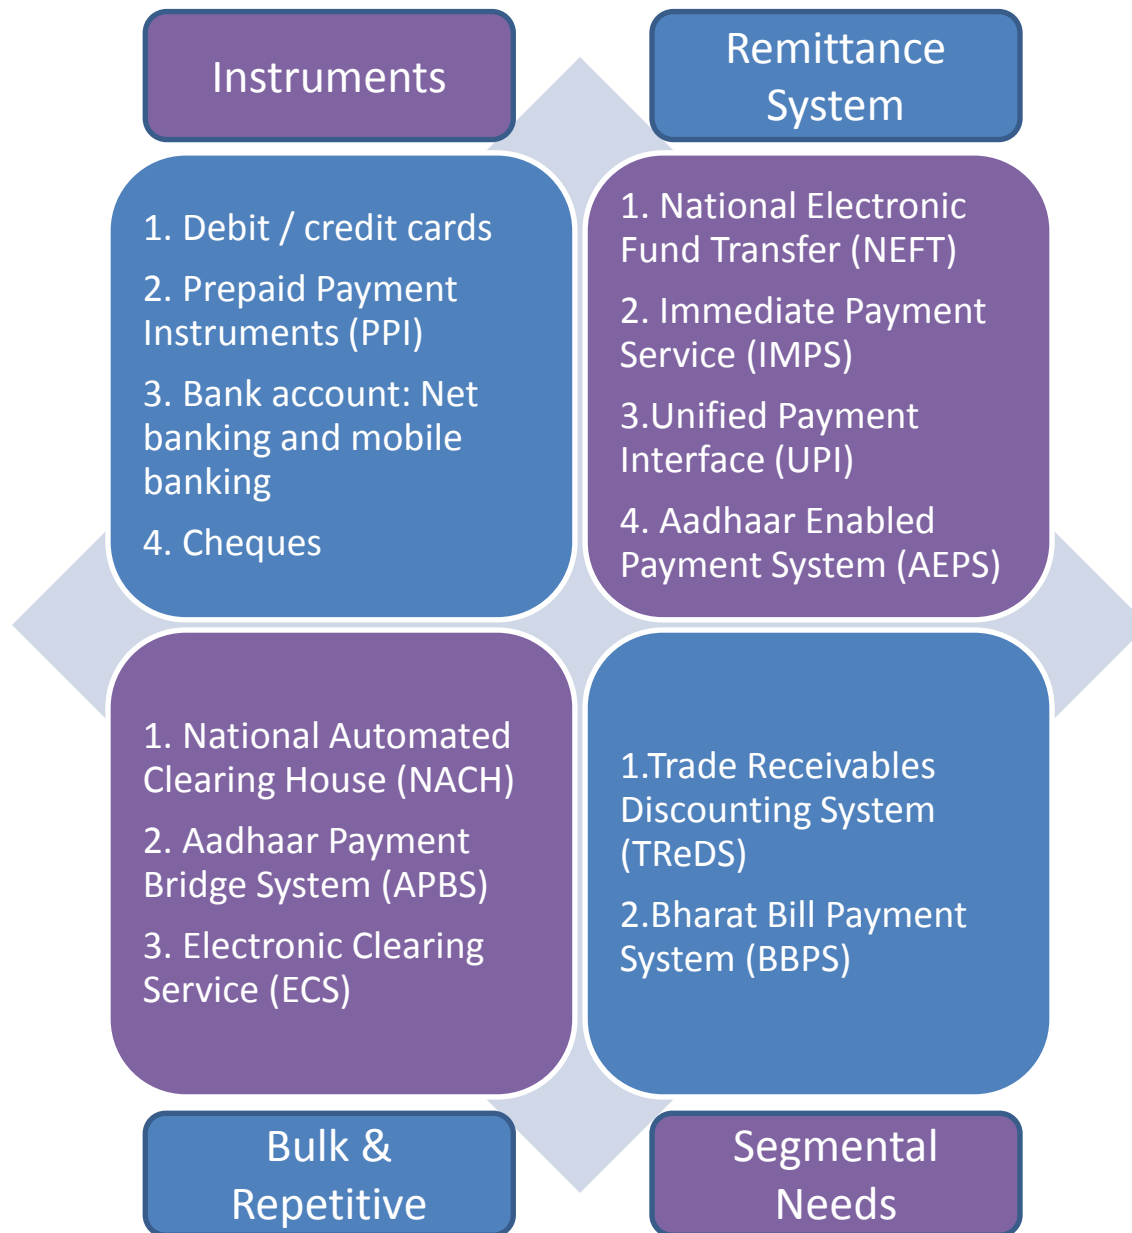 Instruments
Remittance
System
1. Debit / credit cards
2. Prepaid Payment
Instruments (PPI)
3. Bank account: Net
banking and mobile
banking
4. Cheques
1. National Electronic
Fund Transfer (NEFT)
2. Immediate Payment
Service (IMPS)
3.Unified Payment
Interface (UPI)
4. Aadhaar Enabled
Payment System (AEPS)
1. National Automated
Clearing House (NACH)
2. Aadhaar Payment
Bridge System (APBS)
3. Electronic Clearing
Service (ECS)
1.Trade Receivables
Discounting System
(TReDS)
2.Bharat Bill Payment
System (BBPS)
Bulk &
Repetitive
Segmental
Needs